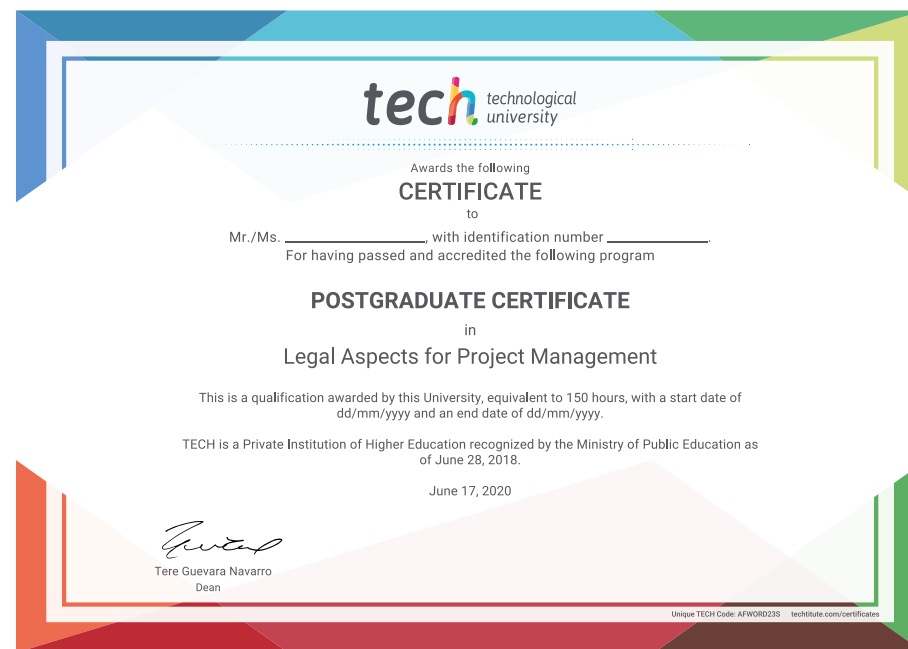 tech technological
university
Awards the following
CERTIFICATE
to
Mr./Ms. ____________________, with identification number ______________.
For having passed and accredited the following program
POSTGRADUATE CERTIFICATE
in
Legal Aspects for Project Management
This is a qualification awarded by this University, equivalent to 150 hours, with a start date of
dd/mm/yyyy and an end date of dd/mm/yyyy.
TECH is a Private Institution of Higher Education recognized by the Ministry of Public Education as
of June 28, 2018.
June 17, 2020
Tere Guevara Navarro
Dean
Unique TECH Code: AFWORD23S techtitute.com/certificates